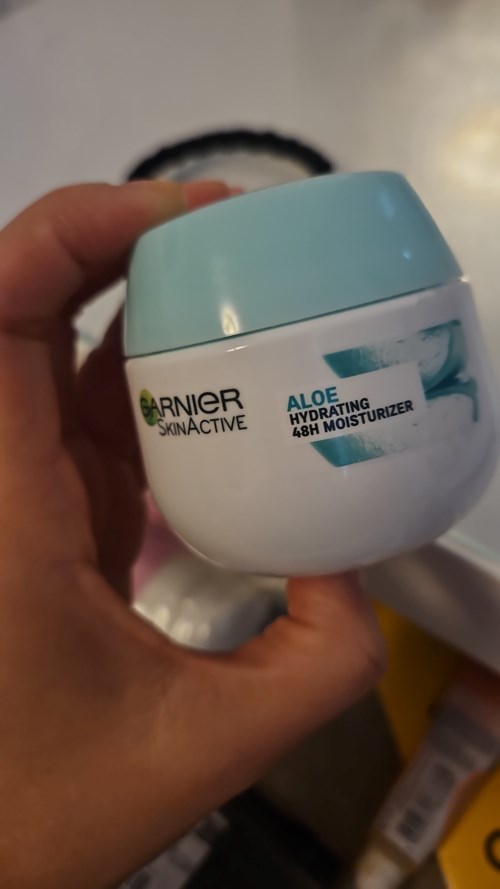 GARNIER
SKINACTIVE
ALOE
HYDRATING
48H MOISTURIZER